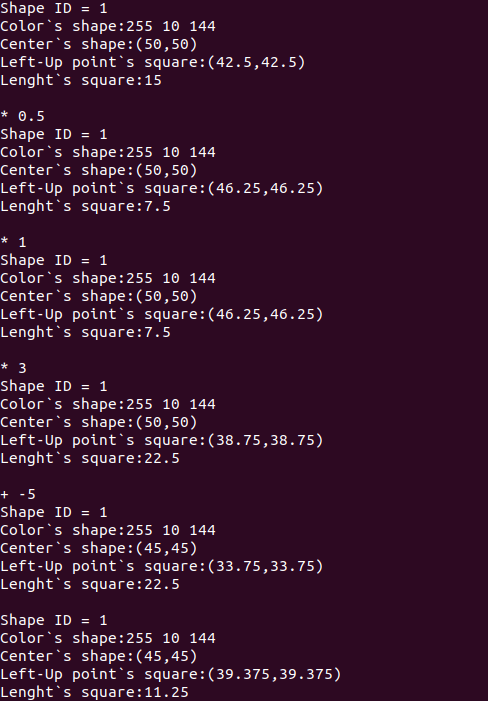 Shape ID = 1
Color`s shape:255 10 144
Center`s shape:(50,50)
Left-Up point`s square:(42.5,42.5)
Lenght`s square:15
* 0.5
Shape ID = 1
Color`s shape:255 10 144
Center`s shape:(50,50)
Left-Up point`s square:(46.25,46.25)
Lenght`s square:7.5
* 1
Shape ID = 1
Color`s shape:255 10 144
Center`s shape:(50,50)
Left-Up point`s square:(46.25,46.25)
Lenght`s square:7.5
* 3
Shape ID = 1
Color`s shape:255 10 144
Center`s shape:(50,50)
Left-Up point`s square:(38.75,38.75)
Lenght`s square:22.5
+ -5
Shape ID = 1
Color`s shape:255 10 144
Center`s shape:(45,45)
Left-Up point`s square:(33.75,33.75)
Lenght`s square:22.5
Shape ID = 1
Color`s shape:255 10 144
Center`s shape:(45,45)
Left-Up point`s square:(39.375,39.375)
Lenght`s square:11.25